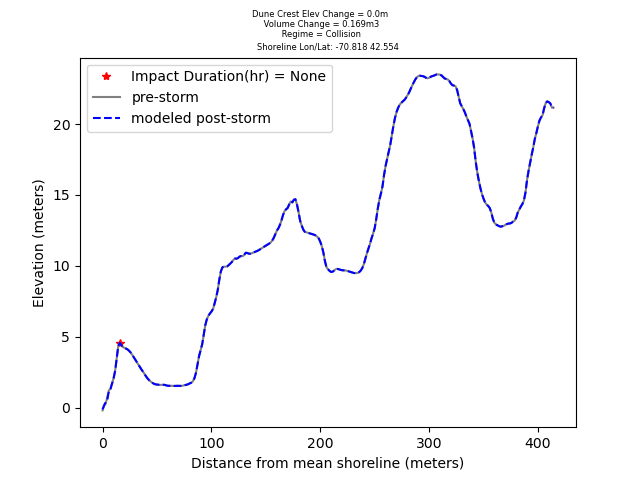 Dune Crest Elev Change = 0.0m
Volume Change = 0.169m3
Regime = Collision
Shoreline Lon/Lat: -70.818 42.554
Impact Duration(hr) = None
pre-storm
modeled post-storm
Elevation (meters)
20
15
10
5
0
0 100 200 300 400
Distance from mean shoreline (meters)